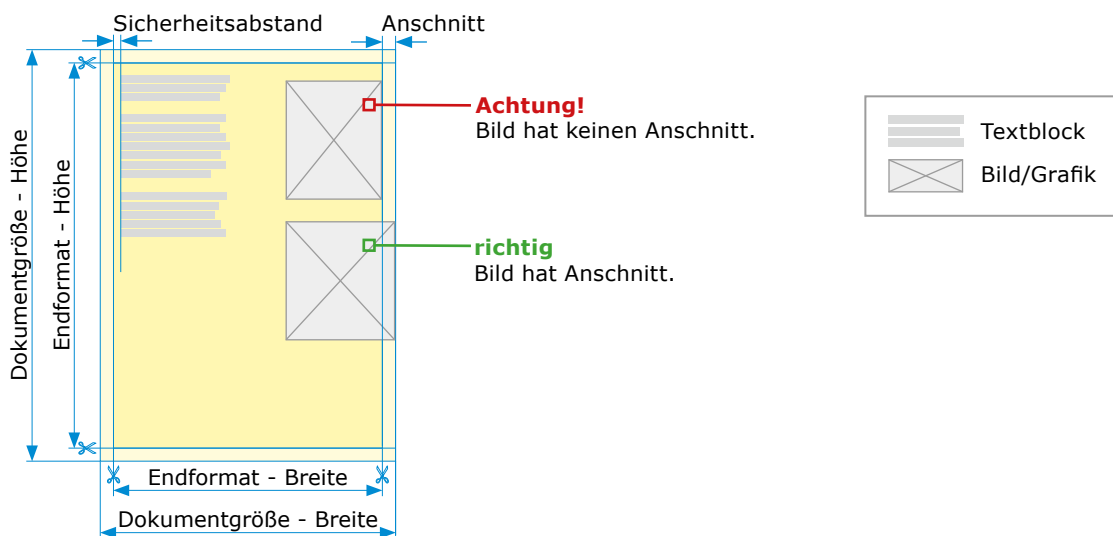 Sicherheitsabstand
Anschnitt
Dokumentgröße - Höhe
Endformat - Höhe
Achtung!
Bild hat keinen Anschnitt.
richtig
Bild hat Anschnitt.
Textblock
Bild/Grafik
Endformat - Breite
Dokumentgröße - Breite